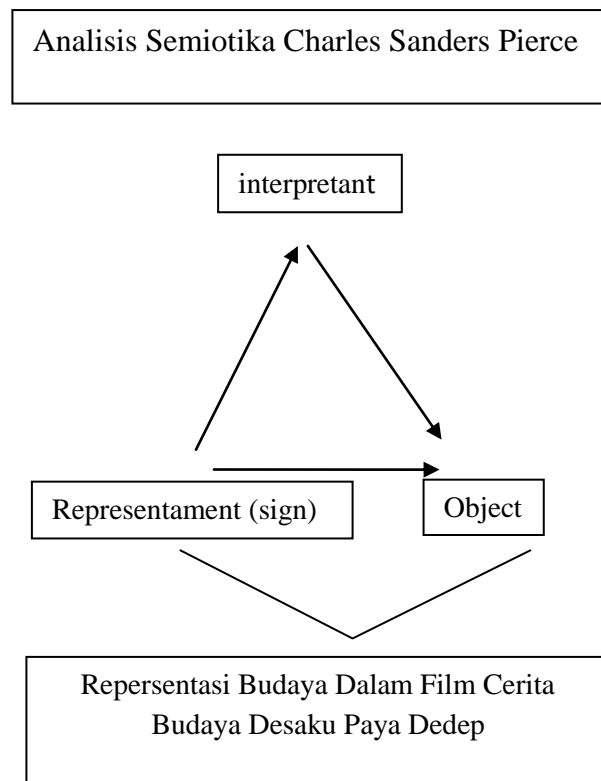 Analisis Semiotika Charles Sanders Pierce
interpretant
Representament (sign)
Object
Repersentasi Budaya Dalam Film Cerita
Budaya Desaku Paya Dedep